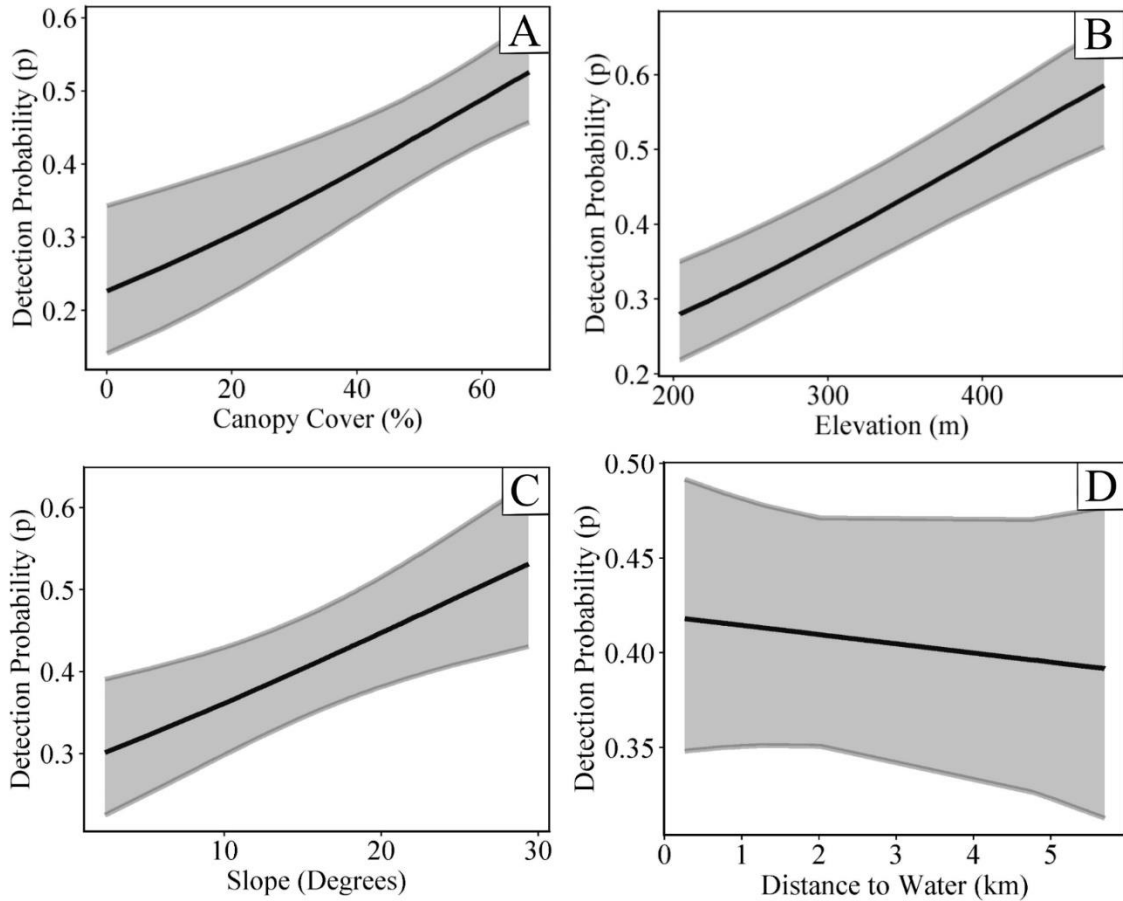 A
Detection Probability (p)
0.6
0.5
0.4
0.3
0.2
0 20 40 60
Canopy Cover (%)
B
Detection Probability (p)
0.6
0.5
0.4
0.3
0.2
200 300 400
Elevation (m)
C
Detection Probability (p)
0.6
0.5
0.4
0.3
10 20 30
Slope (Degrees)
D
Detection Probability (p)
0.50
0.45
0.40
0.35
0 1 2 3 4 5
Distance to Water (km)